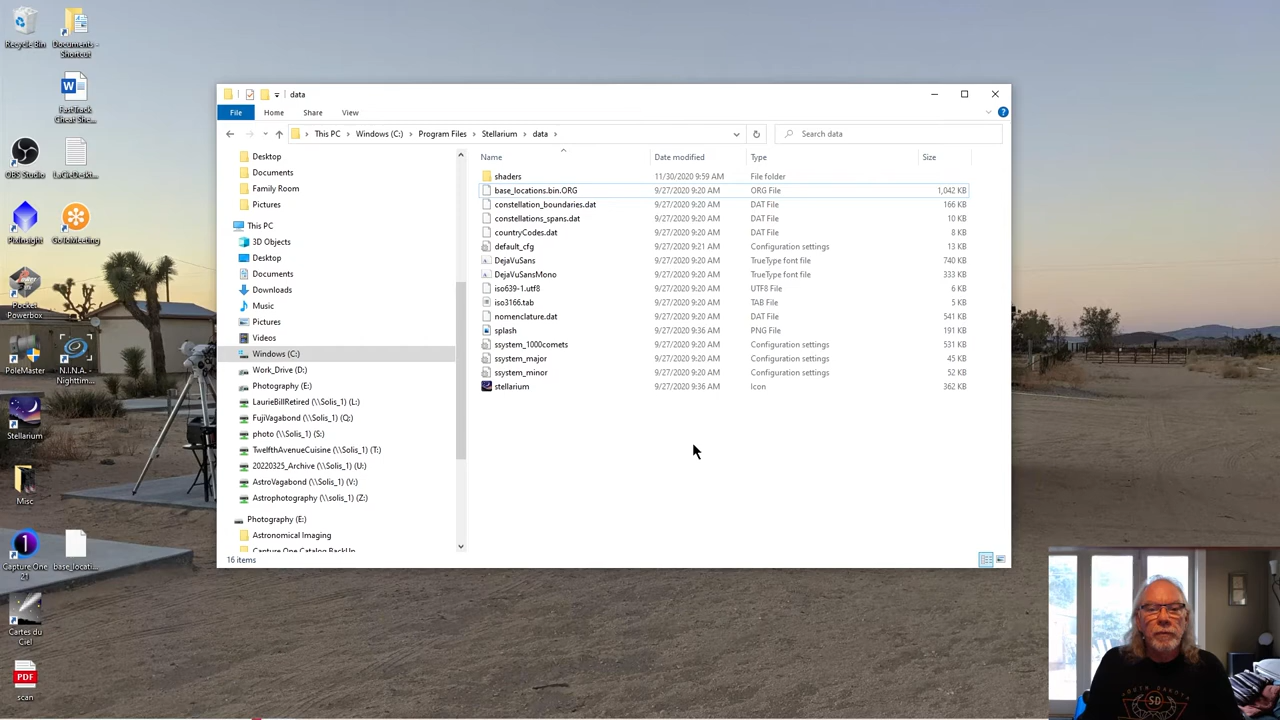 Recycle Bin
Documents -
Shortcut
FastTrack
Cheat She...
OBS Studio
LaCieDeskt...
PixInsight
GoToMeeting
Pocket
Powerbox
PoleMaster
N.I.N.A. -
Nighttim...
Stellarium
Misc
Capture One
21
base_locati...
Cartes du
Ciel
PDF
scan
data
File
Home
Share
View
This PC > Windows (C:) > Program Files > Stellarium > data >
Search data
Desktop
Documents
Family Room
Pictures
This PC
3D Objects
Desktop
Documents
Downloads
Music
Pictures
Videos
Windows (C:)
Work_Drive (D:)
Photography (E:)
LaurieBillRetired (\\Solis_1) (L:)
FujiVagabond (\\Solis_1) (Q:)
photo (\\Solis_1) (S:)
TwelfthAvenueCuisine (\\Solis_1) (T:)
20220325_Archive (\\Solis_1) (U:)
AstroVagabond (\\Solis_1) (V:)
Astrophotography (\\solis_1) (Z:)
Photography (E:)
Astronomical Imaging
Capture One Catalog BackUp
Name Date modified Type Size
shaders 11/30/2020 9:59 AM File folder
base_locations.bin.ORG 9/27/2020 9:20 AM ORG File 1,042 KB
constellation_boundaries.dat 9/27/2020 9:20 AM DAT File 166 KB
constellations_spans.dat 9/27/2020 9:20 AM DAT File 10 KB
countryCodes.dat 9/27/2020 9:20 AM DAT File 8 KB
default_cfg 9/27/2020 9:21 AM Configuration settings 13 KB
DejaVuSans 9/27/2020 9:20 AM TrueType font file 740 KB
DejaVuSansMono 9/27/2020 9:20 AM TrueType font file 333 KB
iso639-1.utf8 9/27/2020 9:20 AM UTF8 File 6 KB
iso3166.tab 9/27/2020 9:20 AM TAB File 5 KB
nomenclature.dat 9/27/2020 9:20 AM DAT File 541 KB
splash 9/27/2020 9:36 AM PNG File 191 KB
ssystem_1000comets 9/27/2020 9:20 AM Configuration settings 531 KB
ssystem_major 9/27/2020 9:20 AM Configuration settings 45 KB
ssystem_minor 9/27/2020 9:20 AM Configuration settings 52 KB
stellarium 9/27/2020 9:36 AM Icon 362 KB
16 items
SOUTH DAKOTA
SD